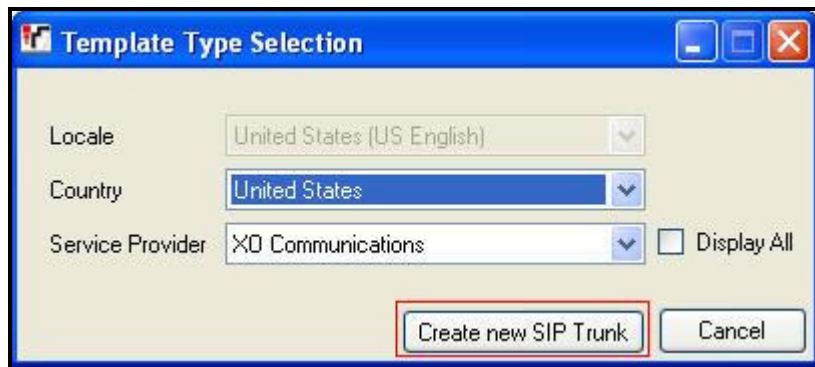 Template Type Selection
Locale United States (US English)
Country United States
Service Provider XO Communications Display All
Create new SIP Trunk Cancel